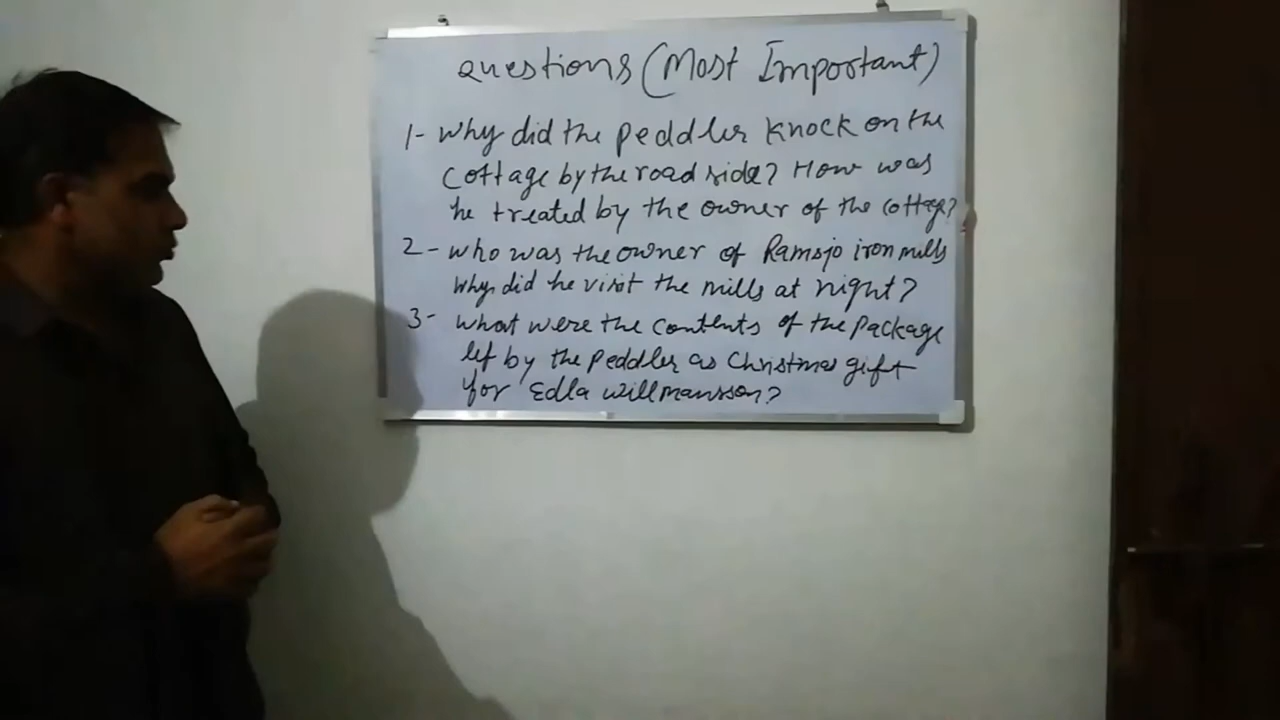 Questions (Most Important)
1- Why did the peddler knock on the
cottage by the road side? How was
he treated by the owner of the cottage?
2- Who was the owner of Ramsjo iron mills
Why did he visit the mills at night?
3- What were the contents of the package
lef by the peddler as Christmas gift
for Edla willmansson?